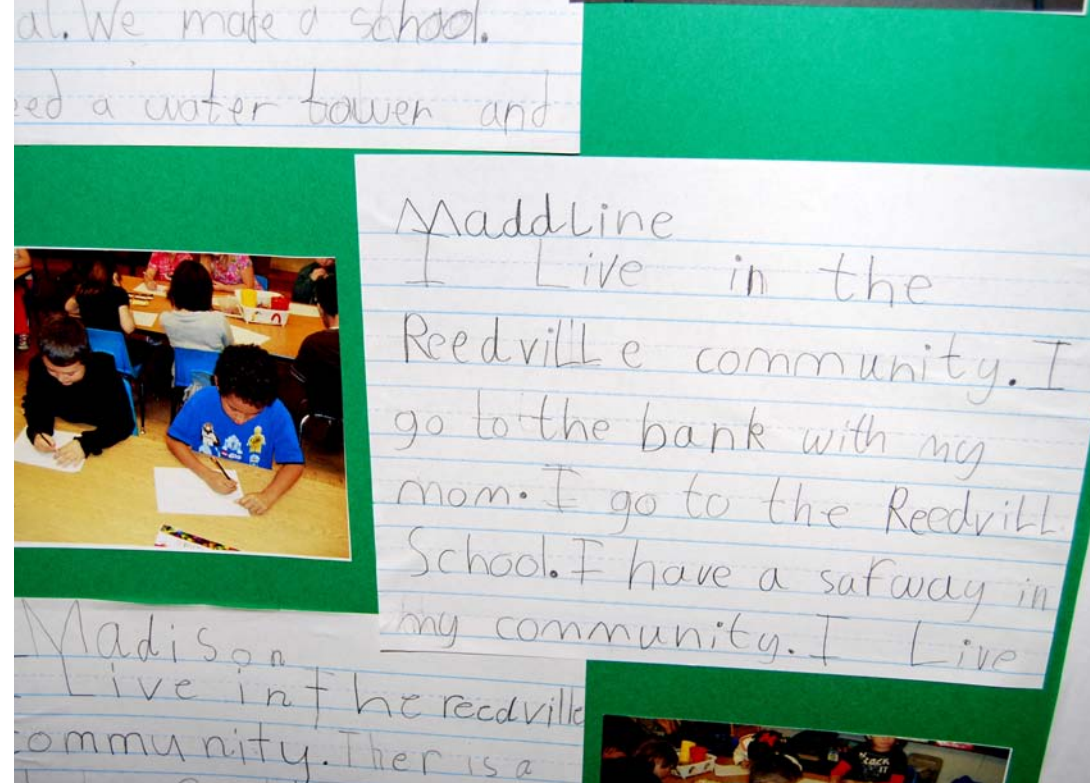 al. We made a school.
eed a water tower and
MaddLine
I Live in the
ReedvilLe community. I
go to the bank with my
mom. I go to the ReedvilL
School. I have a safway in
my community. I Live
Madison
Live in the reedville
community. Ther is a